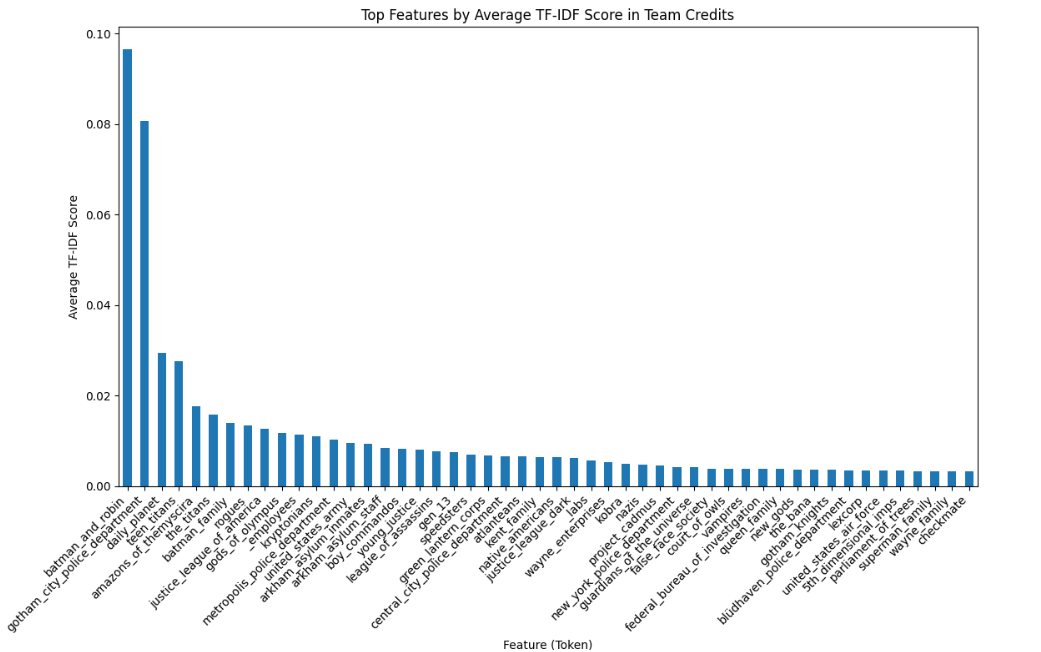 Top Features by Average TF-IDF Score in Team Credits
0.10
0.08
0.06
0.04
0.02
0.00
Average TF-IDF Score
batman_and_robin
gotham_city_police_department
daily_planet
teen_titans
amazons_of_themyscira
the_titans
batman_family
rogues
justice_league_of_america
gods_of_olympus
_employees
kryptonians
metropolis_police_department
united_states_army
arkham_asylum_inmates
arkham_asylum_staff
boy_commandos
young_justice
league_of_assassins
gen_13
speedsters
green_lantern_corps
central_city_police_department
atlanteans
kent_family
native_americans
justice_league_dark
_labs
wayne_enterprises
kobra
nazis
project_cadmus
new_york_police_department
guardians_of_the_universe
false_face_society
court_of_owls
vampires
federal_bureau_of_investigation
queen_family
new_gods
the_bana
gotham_knights
blüdhaven_police_department
lexcorp
united_states_air_force
5th_dimensional_imps
parliament_of_trees
superman_family
wayne_family
checkmate
Feature (Token)